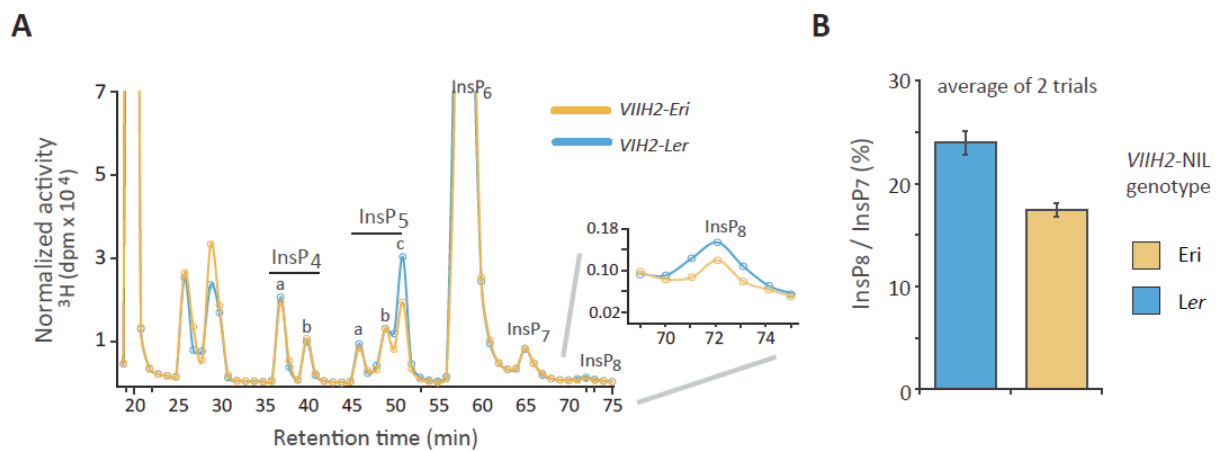 A
Normalized activity
³H (dpm x 10⁴)
7
5
3
1
InsP₄
a
b
InsP₅
a
b
c
InsP₆
InsP₇
InsP₈
VIIH2-Eri
VIH2-Ler
20 25 30 35 40 45 50 55 60 65 70 75
Retention time (min)
InsP₈
0.18
0.10
0.02
70 72 74
B
average of 2 trials
InsP₈ / InsP₇ (%)
30
20
10
0
VIIH2-NIL
genotype
Eri
Ler